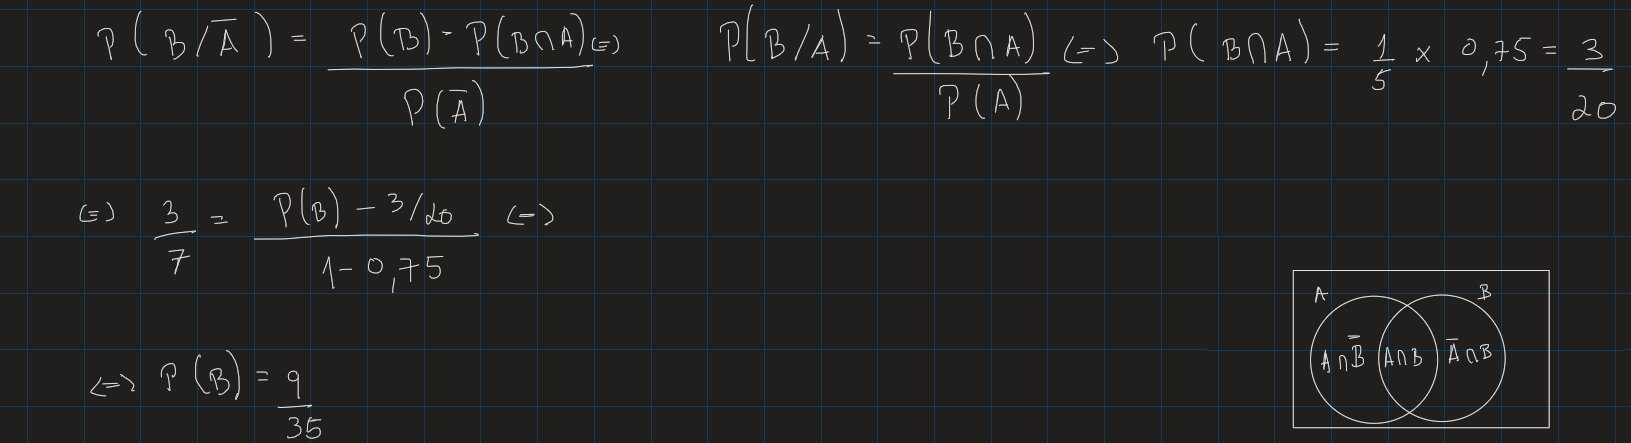 P(B/A̅) = (P(B) - P(B∩A))/P(A̅) (=) P(B/A) = P(B∩A)/P(A) (=) P(B∩A) = 1/5 × 0,75 = 3/20
(=) 3/7 = (P(B) - 3/20)/(1-0,75) (=)
(=) P(B) = 9/35
A B
A∩B̅ A∩B A̅∩B